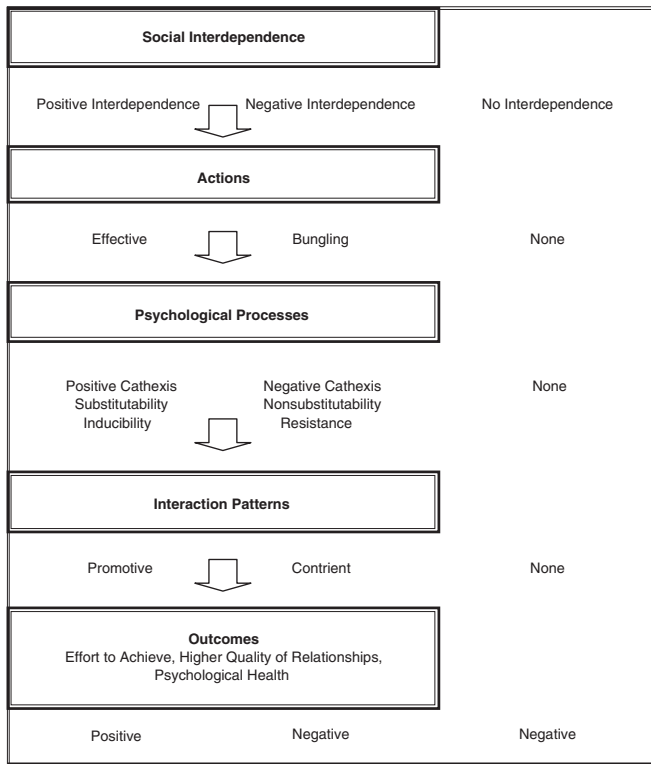 Social Interdependence
Positive Interdependence Negative Interdependence No Interdependence
Actions
Effective Bungling None
Psychological Processes
Positive Cathexis Negative Cathexis None
Substitutability Nonsubstitutability
Inducibility Resistance
Interaction Patterns
Promotive Contrient None
Outcomes
Effort to Achieve, Higher Quality of Relationships,
Psychological Health
Positive Negative Negative